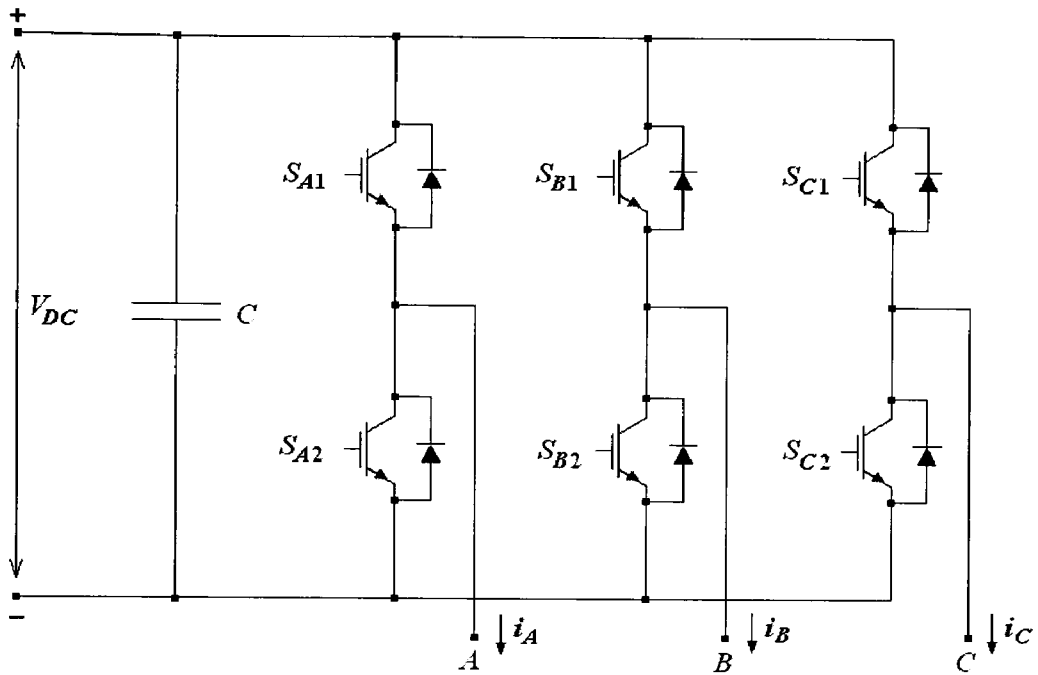 +
S_A1
S_B1
S_C1
V_DC
C
S_A2
S_B2
S_C2
−
i_A
i_B
i_C
A
B
C